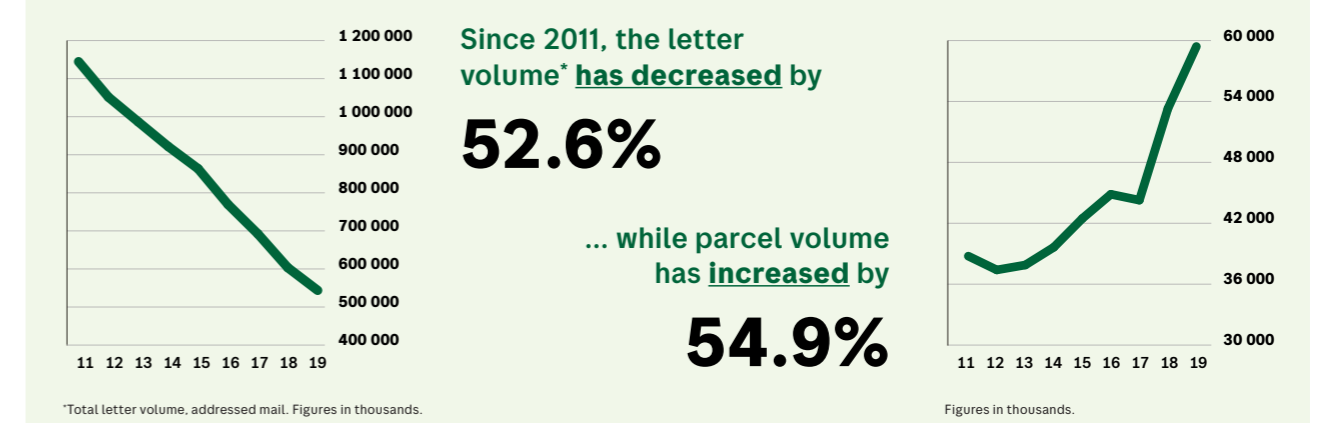 1 200 000
1 100 000
1 000 000
900 000
800 000
700 000
600 000
500 000
400 000
11 12 13 14 15 16 17 18 19
*Total letter volume, addressed mail. Figures in thousands.
Since 2011, the letter
volume* has decreased by
52.6%
... while parcel volume
has increased by
54.9%
60 000
54 000
48 000
42 000
36 000
30 000
11 12 13 14 15 16 17 18 19
Figures in thousands.